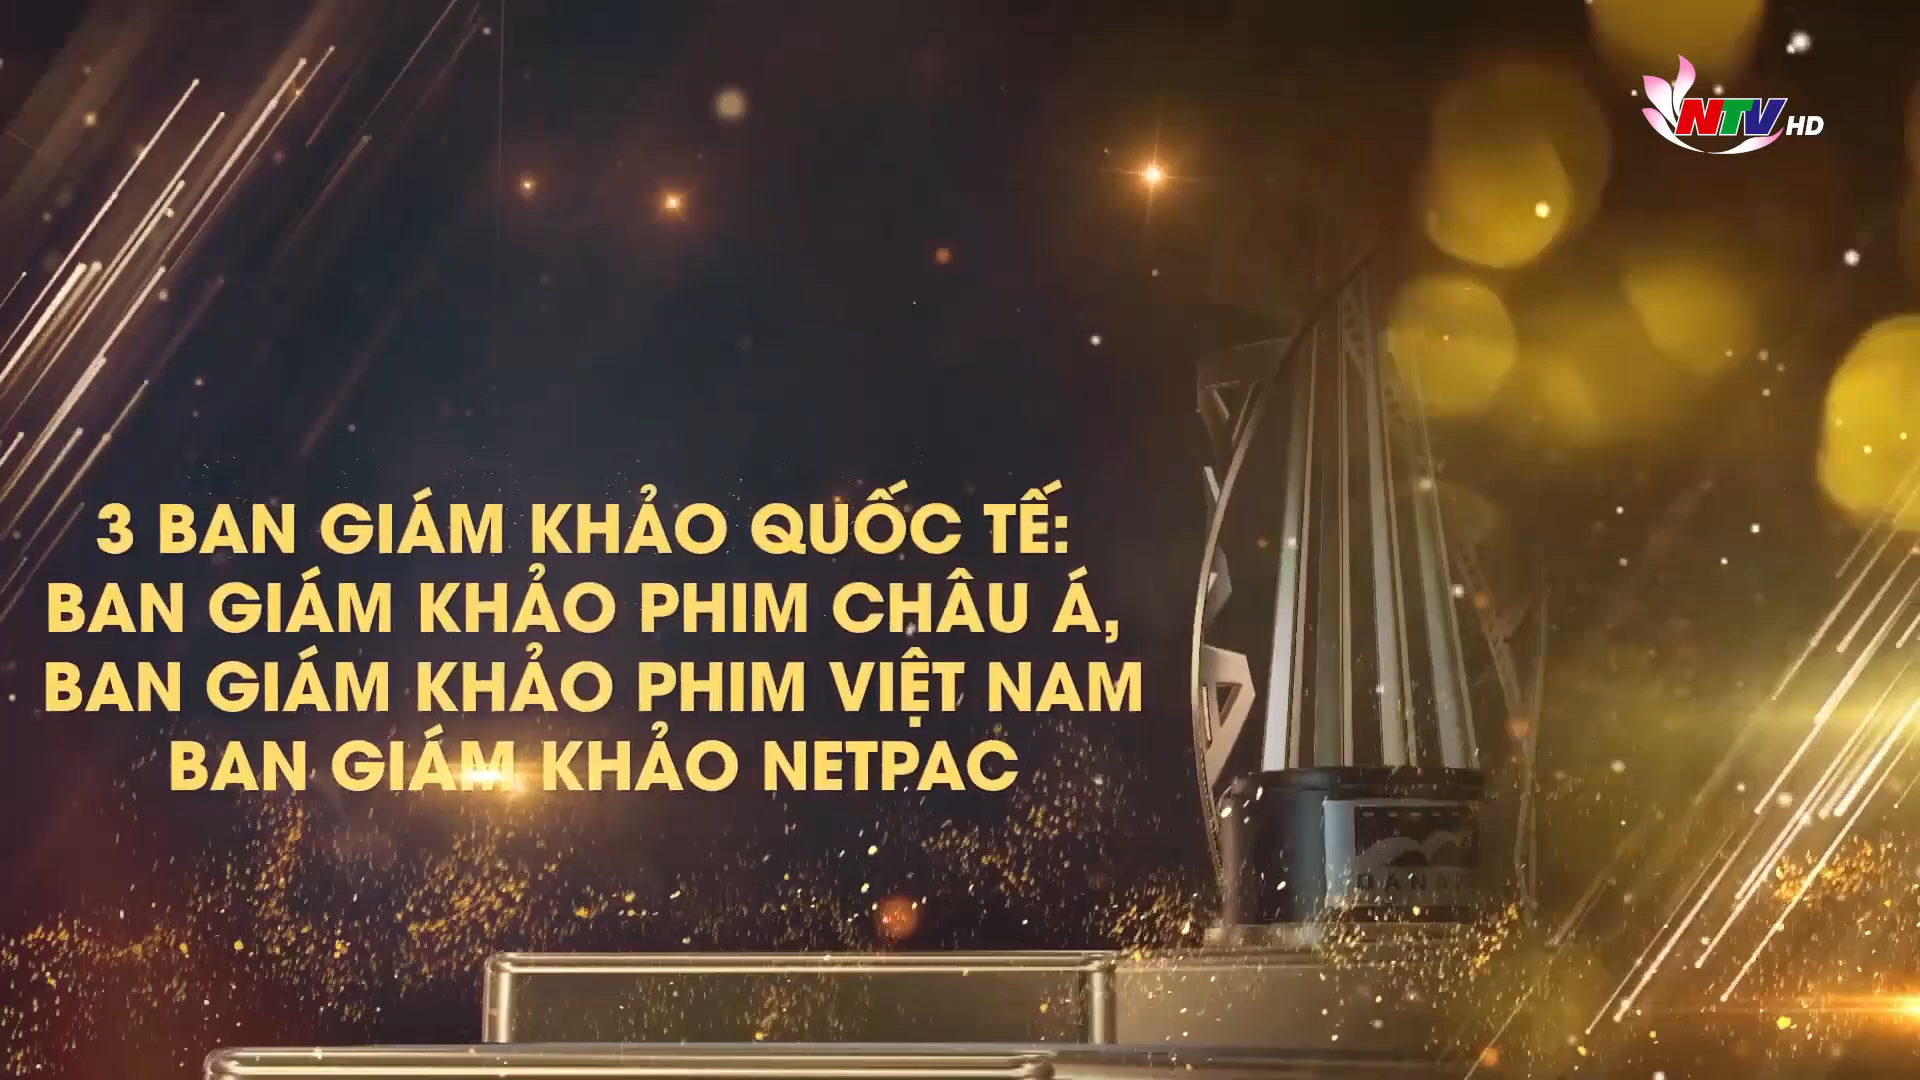 NTV HD
3 BAN GIÁM KHẢO QUỐC TẾ:
BAN GIÁM KHẢO PHIM CHÂU Á,
BAN GIÁM KHẢO PHIM VIỆT NAM
BAN GIÁM KHẢO NETPAC